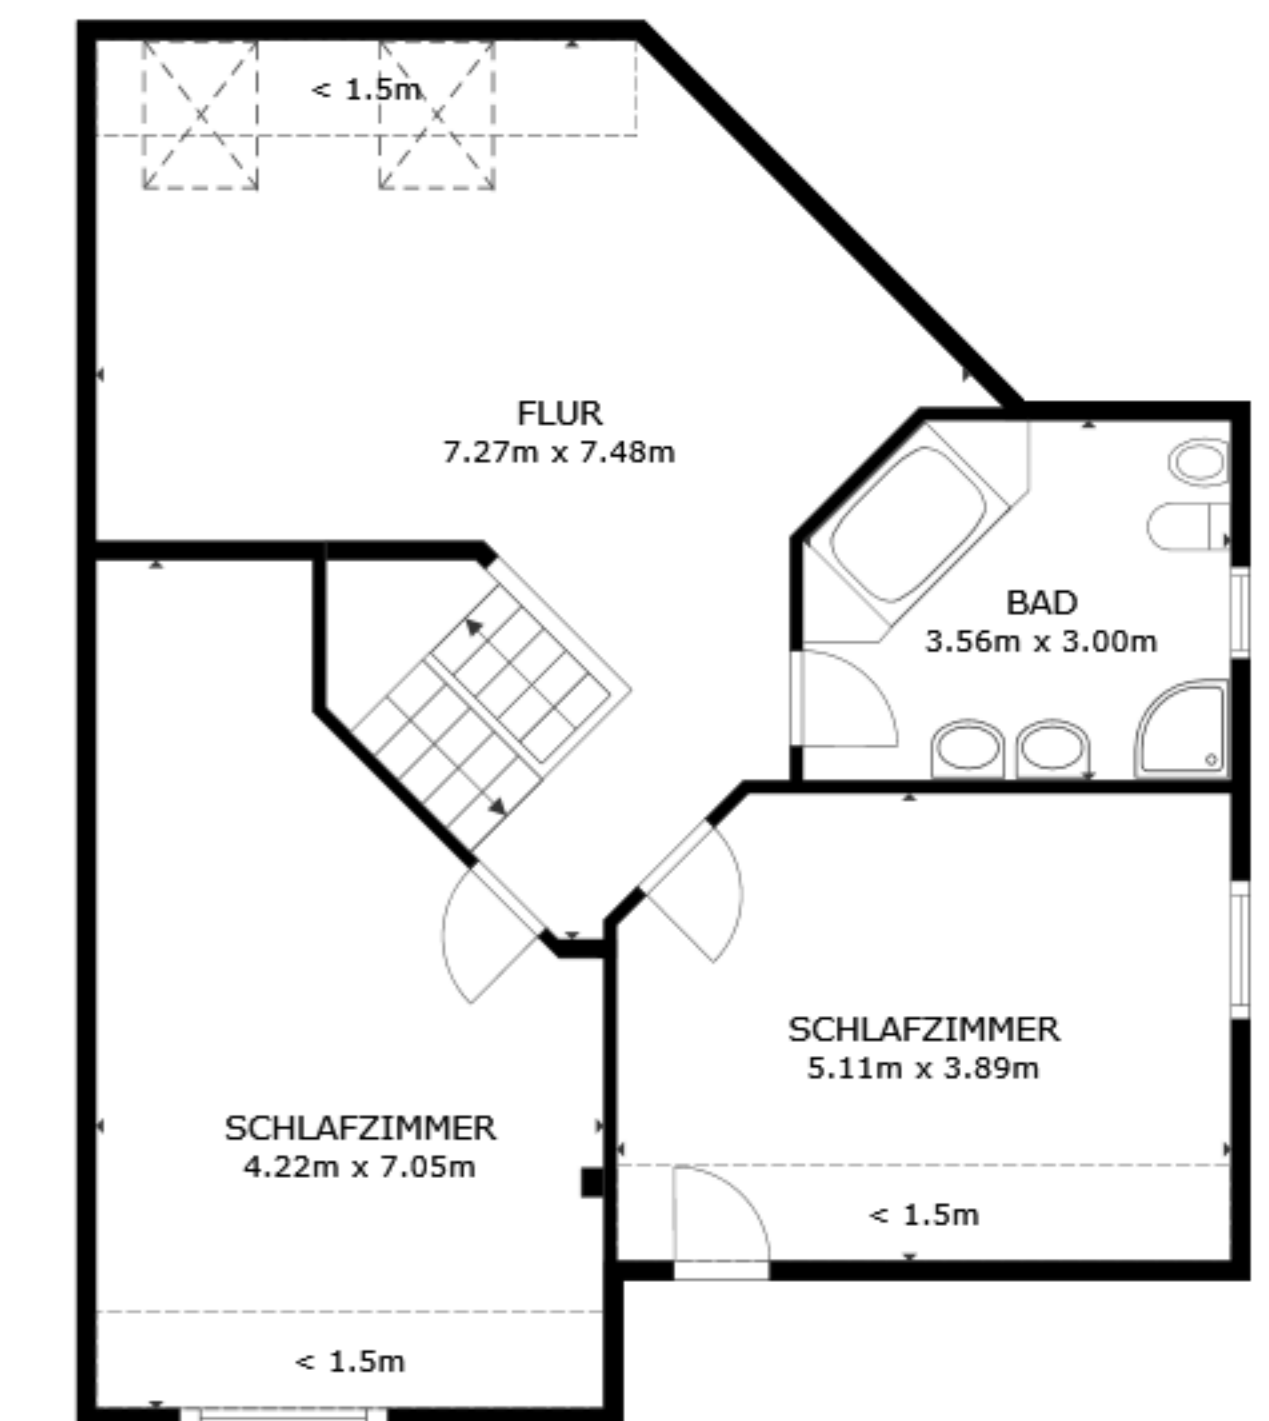 < 1.5m
FLUR
7.27m x 7.48m
BAD
3.56m x 3.00m
SCHLAFZIMMER
5.11m x 3.89m
SCHLAFZIMMER
4.22m x 7.05m
< 1.5m
< 1.5m